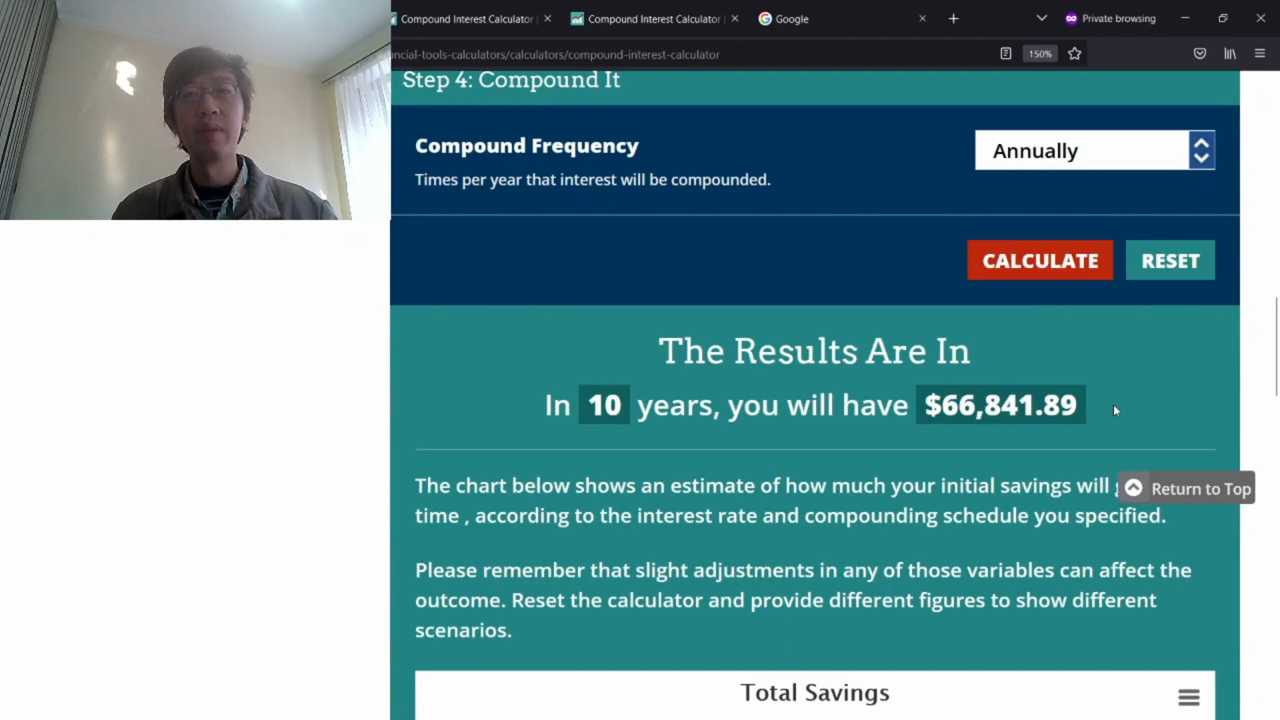 Compound Interest Calculator
Compound Interest Calculator
Google
Private browsing
ncial-tools-calculators/calculators/compound-interest-calculator
150%
Step 4: Compound It
Compound Frequency
Annually
Times per year that interest will be compounded.
CALCULATE
RESET
The Results Are In
In 10 years, you will have $66,841.89
The chart below shows an estimate of how much your initial savings will
Return to Top
time , according to the interest rate and compounding schedule you specified.
Please remember that slight adjustments in any of those variables can affect the
outcome. Reset the calculator and provide different figures to show different
scenarios.
Total Savings